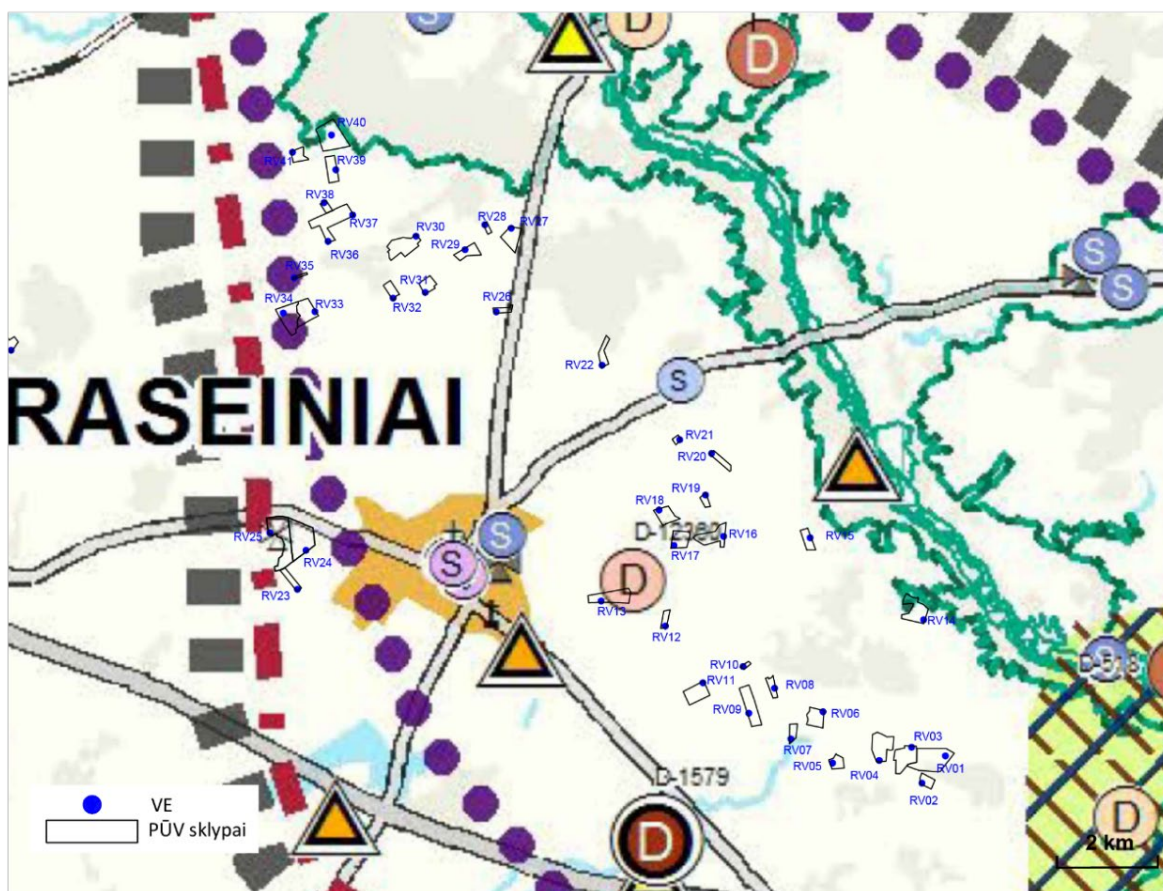 S
D
D
RV40
RV41
RV39
RV38
RV37
RV36
RV30
RV28
RV27
RV29
S
S
RV35
RV31
RV32
RV34
RV33
RV26
RV22
S
RASEINIAI
RV21
RV20
RV19
RV18
D-12380
RV16
RV17
RV15
RV25
RV24
RV23
S
S
D
RV13
RV12
RV14
S
D-518
RV10
RV11
RV08
RV09
RV06
RV07
RV05
RV04
RV03
RV01
RV02
D-1579
D
D
2 km
VE
PŪV sklypai